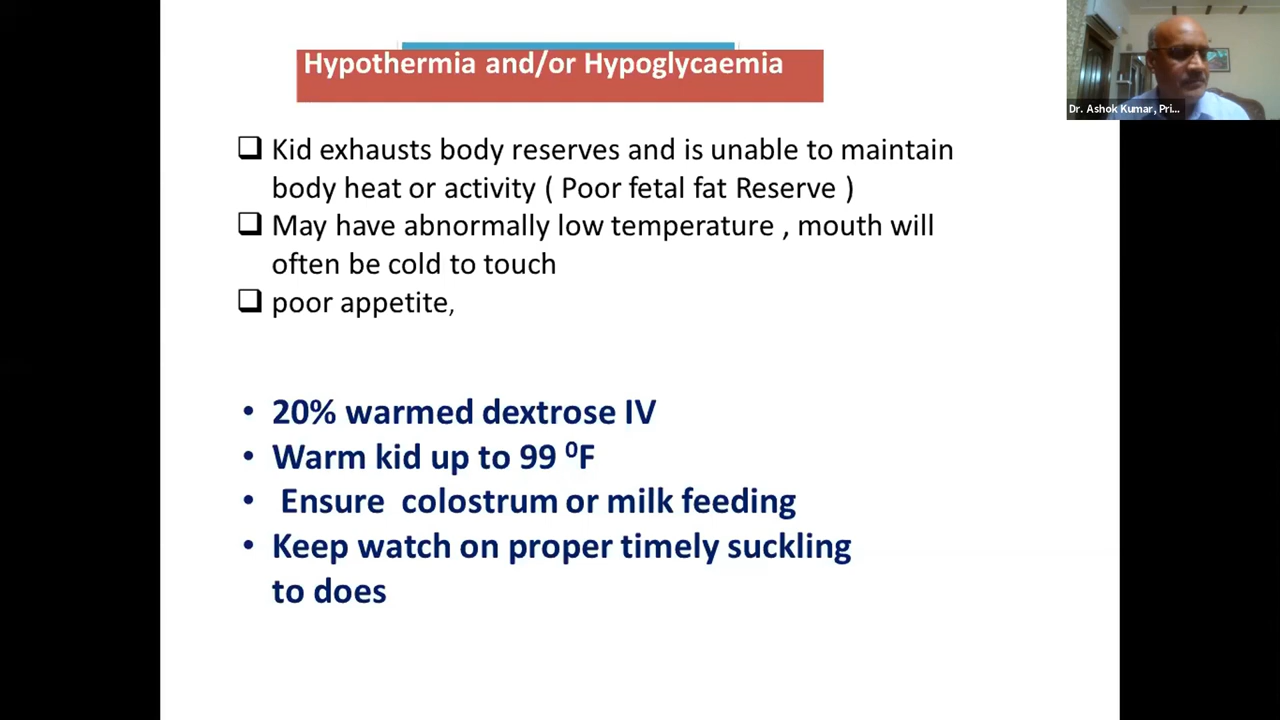 Hypothermia and/or Hypoglycaemia
Dr. Ashok Kumar, Pri...
❑ Kid exhausts body reserves and is unable to maintain
body heat or activity ( Poor fetal fat Reserve )
❑ May have abnormally low temperature , mouth will
often be cold to touch
❑ poor appetite,
• 20% warmed dextrose IV
• Warm kid up to 99 ⁰F
• Ensure colostrum or milk feeding
• Keep watch on proper timely suckling
to does